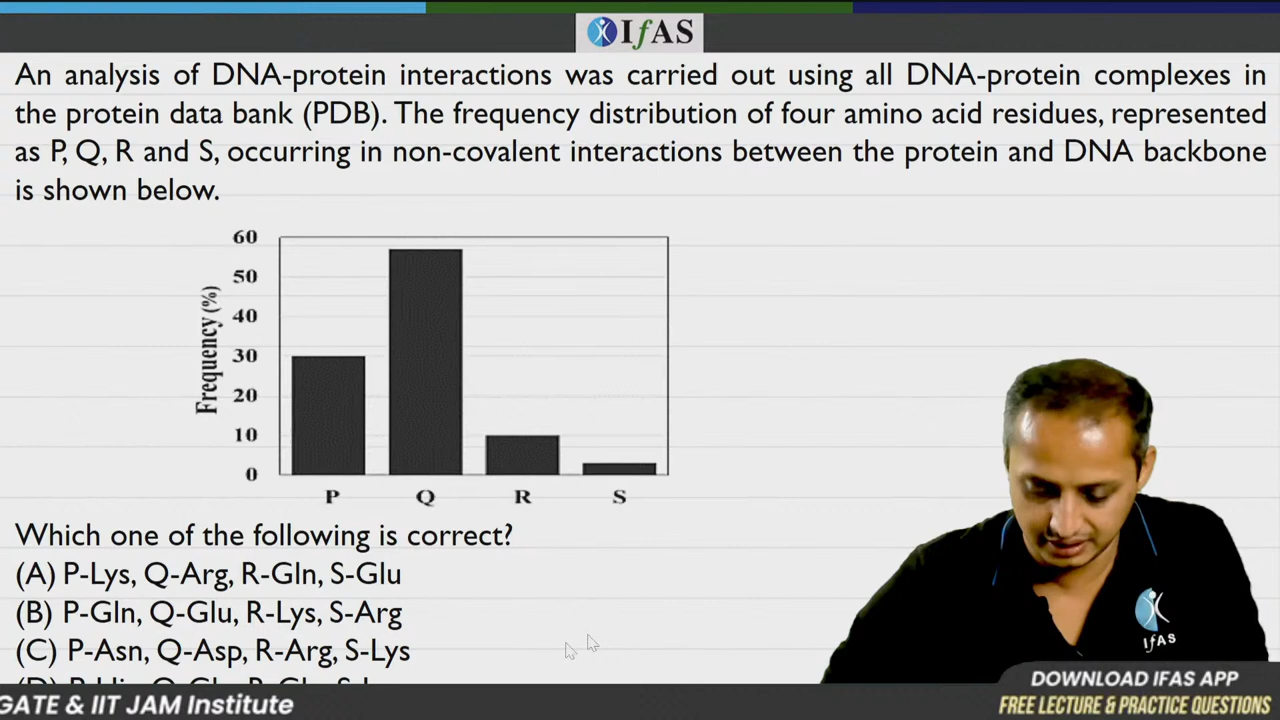 IfAS
An analysis of DNA-protein interactions was carried out using all DNA-protein complexes in
the protein data bank (PDB). The frequency distribution of four amino acid residues, represented
as P, Q, R and S, occurring in non-covalent interactions between the protein and DNA backbone
is shown below.
60
50
40
30
20
10
0
Frequency (%)
P Q R S
Which one of the following is correct?
(A) P-Lys, Q-Arg, R-Gln, S-Glu
(B) P-Gln, Q-Glu, R-Lys, S-Arg
(C) P-Asn, Q-Asp, R-Arg, S-Lys
IfAS
DOWNLOAD IFAS APP
GATE & IIT JAM Institute
FREE LECTURE & PRACTICE QUESTIONS